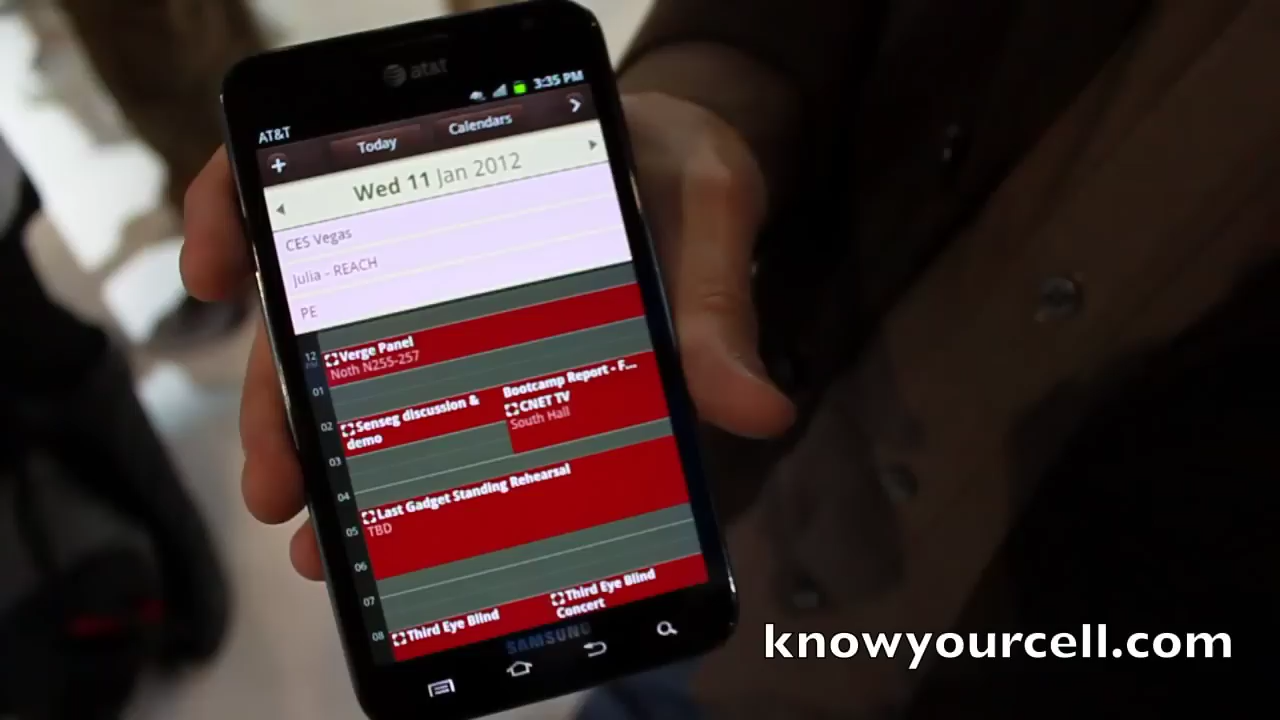 at&t
3:35 PM
AT&T
+ Today Calendars
Wed 11 Jan 2012
CES Vegas
Julia - REACH
PE
12
Verge Panel
Noth N255-257
01
Bootcamp Report - F...
CNET TV
South Hall
02
Senseg discussion &
demo
03
04
Last Gadget Standing Rehearsal
05
TBD
06
07
Third Eye Blind
Concert
08
Third Eye Blind
SAMSUNG
knowyourcell.com